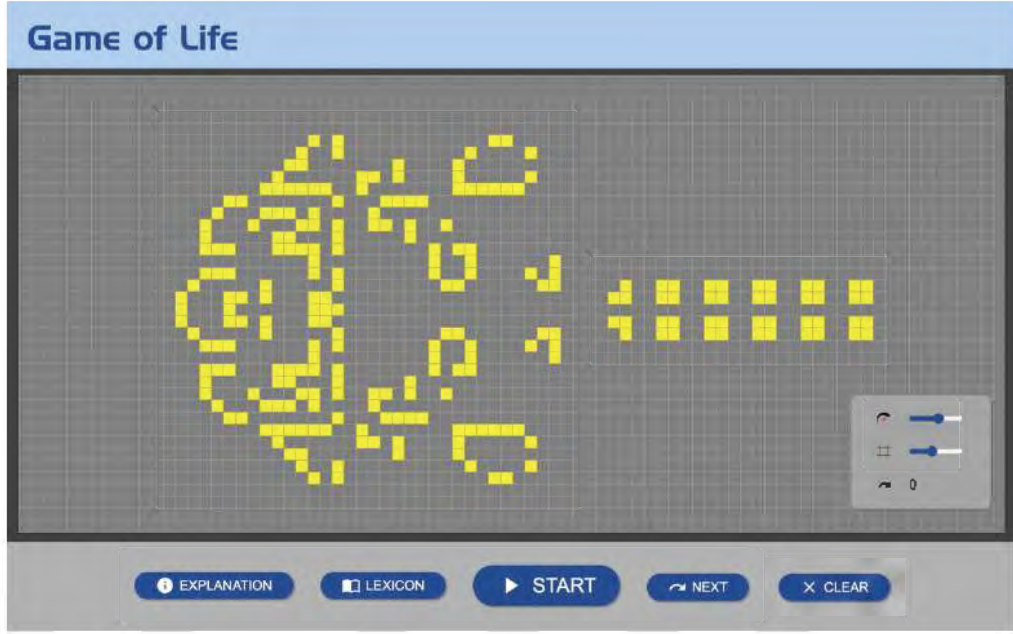 Game of Life
0
EXPLANATION
LEXICON
START
NEXT
CLEAR